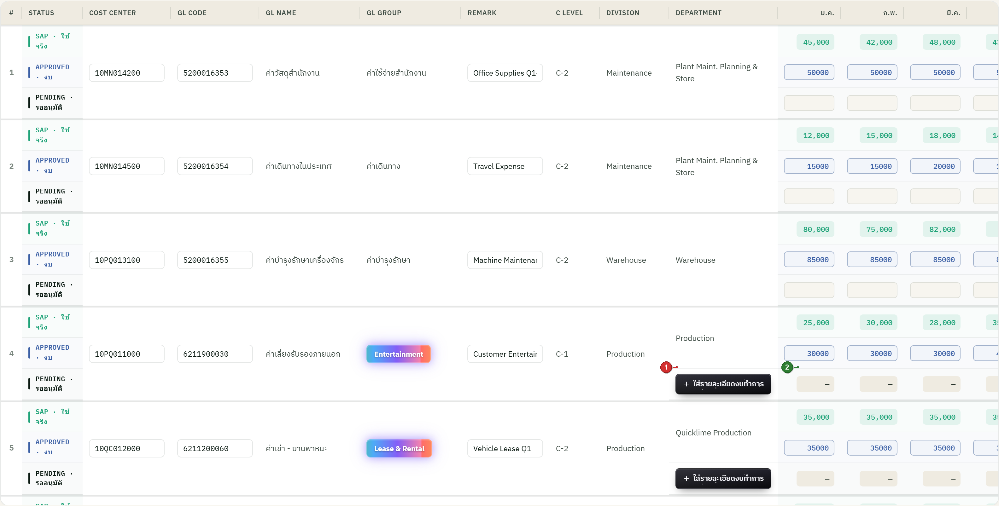 # STATUS COST CENTER GL CODE GL NAME GL GROUP REMARK C LEVEL DIVISION DEPARTMENT ม.ค. ก.พ. มี.ค.
SAP · ใช้
จริง
45,000 42,000 48,000
1
APPROVED
· งบ
10MN014200 5200016353 ค่าวัสดุสำนักงาน ค่าใช้จ่ายสำนักงาน Office Supplies Q1- C-2 Maintenance
Plant Maint. Planning &
Store
50000 50000 50000
PENDING ·
รออนุมัติ
SAP · ใช้
จริง
12,000 15,000 18,000
2
APPROVED
· งบ
10MN014500 5200016354 ค่าเดินทางในประเทศ ค่าเดินทาง Travel Expense C-2 Maintenance
Plant Maint. Planning &
Store
15000 15000 20000
PENDING ·
รออนุมัติ
SAP · ใช้
จริง
80,000 75,000 82,000
3
APPROVED
· งบ
10PQ013100 5200016355 ค่าบำรุงรักษาเครื่องจักร ค่าบำรุงรักษา Machine Maintenar C-2 Warehouse Warehouse
85000 85000 85000
PENDING ·
รออนุมัติ
SAP · ใช้
จริง
25,000 30,000 28,000
4
APPROVED
· งบ
10PQ011000 6211900030 ค่าเลี้ยงรับรองภายนอก Entertainment Customer Entertair C-1 Production
Production
30000 30000 30000
1 2
PENDING ·
รออนุมัติ
+ ใส่รายละเอียดงบทำการ – – –
SAP · ใช้
จริง
35,000 35,000 35,000
5
APPROVED
· งบ
10QC012000 6211200060 ค่าเช่า - ยานพาหนะ Lease & Rental Vehicle Lease Q1 C-2 Production
Quicklime Production
35000 35000 35000
PENDING ·
รออนุมัติ
+ ใส่รายละเอียดงบทำการ – – –